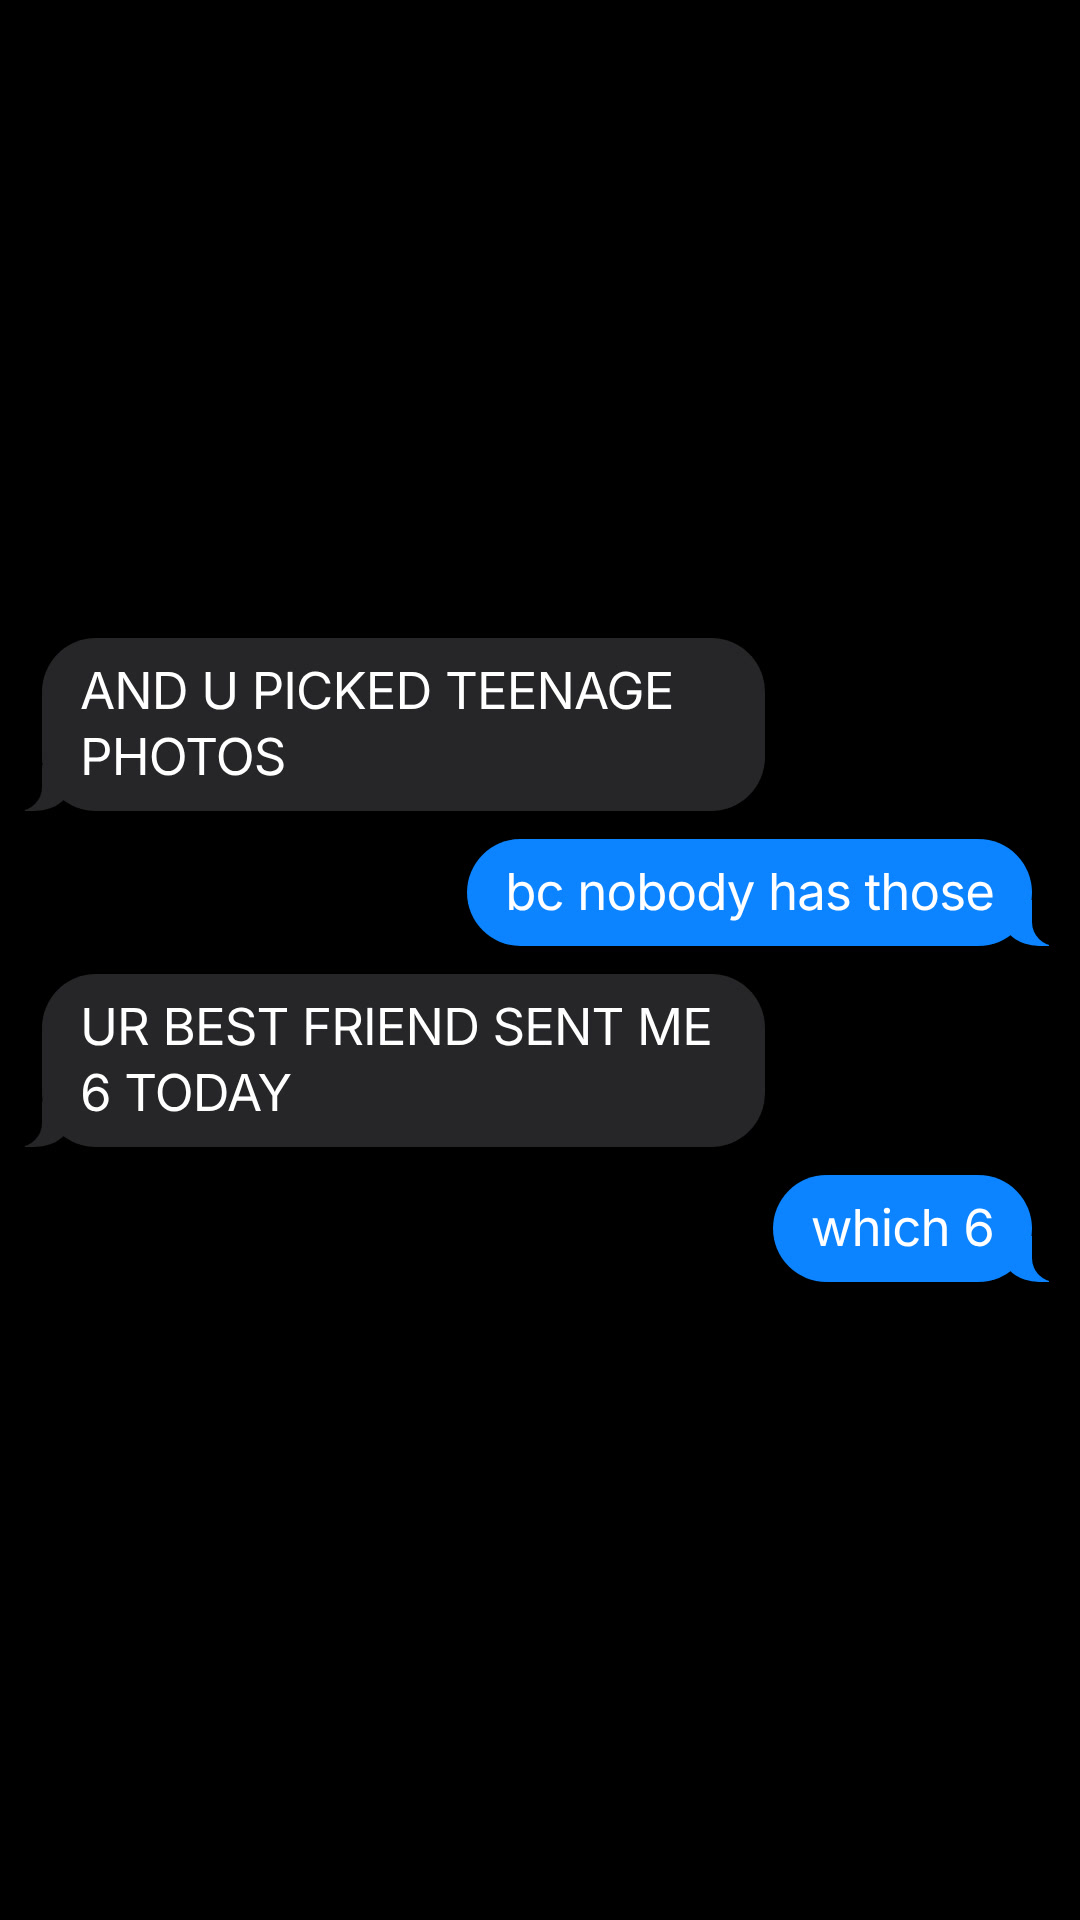 AND U PICKED TEENAGE
PHOTOS
bc nobody has those
UR BEST FRIEND SENT ME
6 TODAY
which 6